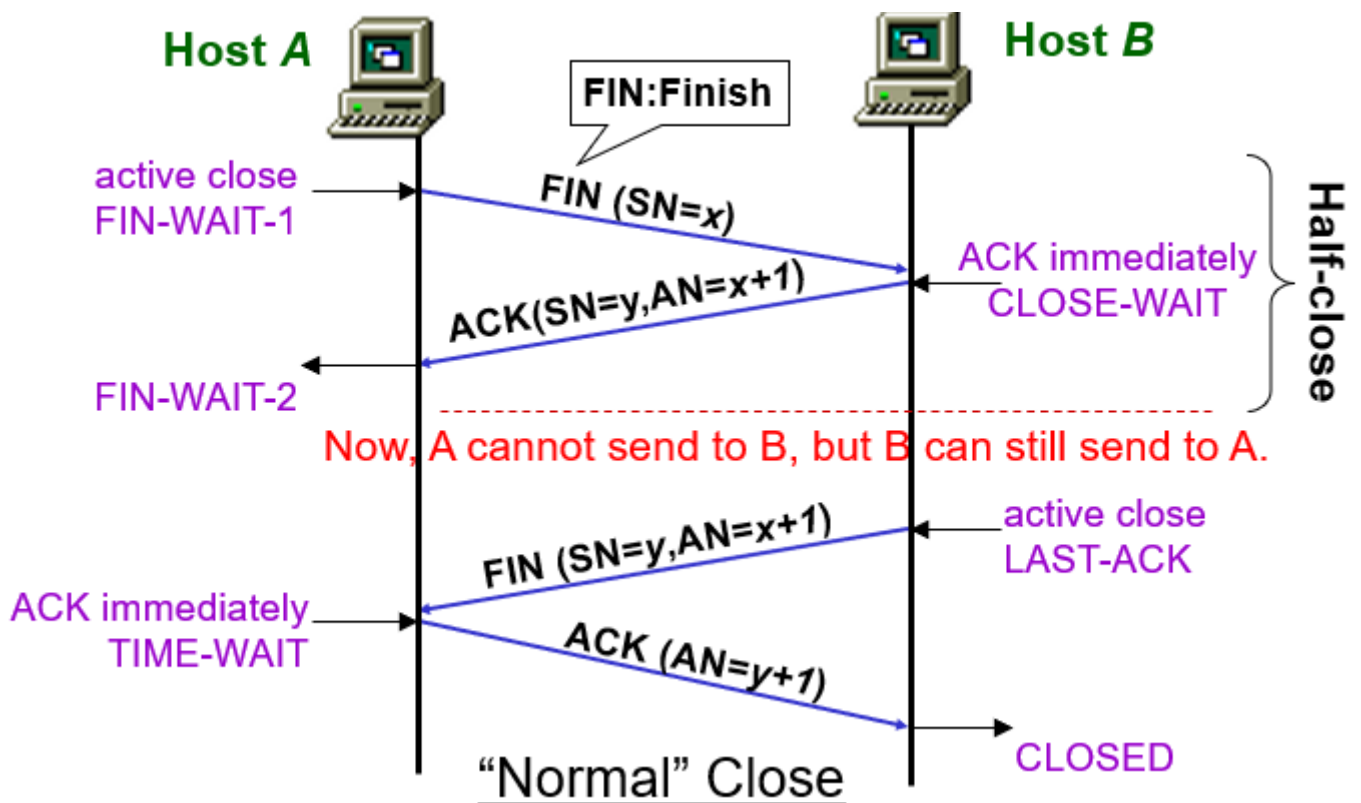 Host A
Host B
FIN:Finish
active close
FIN-WAIT-1
FIN (SN=x)
ACK immediately
CLOSE-WAIT
Half-close
ACK(SN=y,AN=x+1)
FIN-WAIT-2
Now, A cannot send to B, but B can still send to A.
active close
LAST-ACK
FIN (SN=y,AN=x+1)
ACK immediately
TIME-WAIT
ACK (AN=y+1)
CLOSED
“Normal” Close